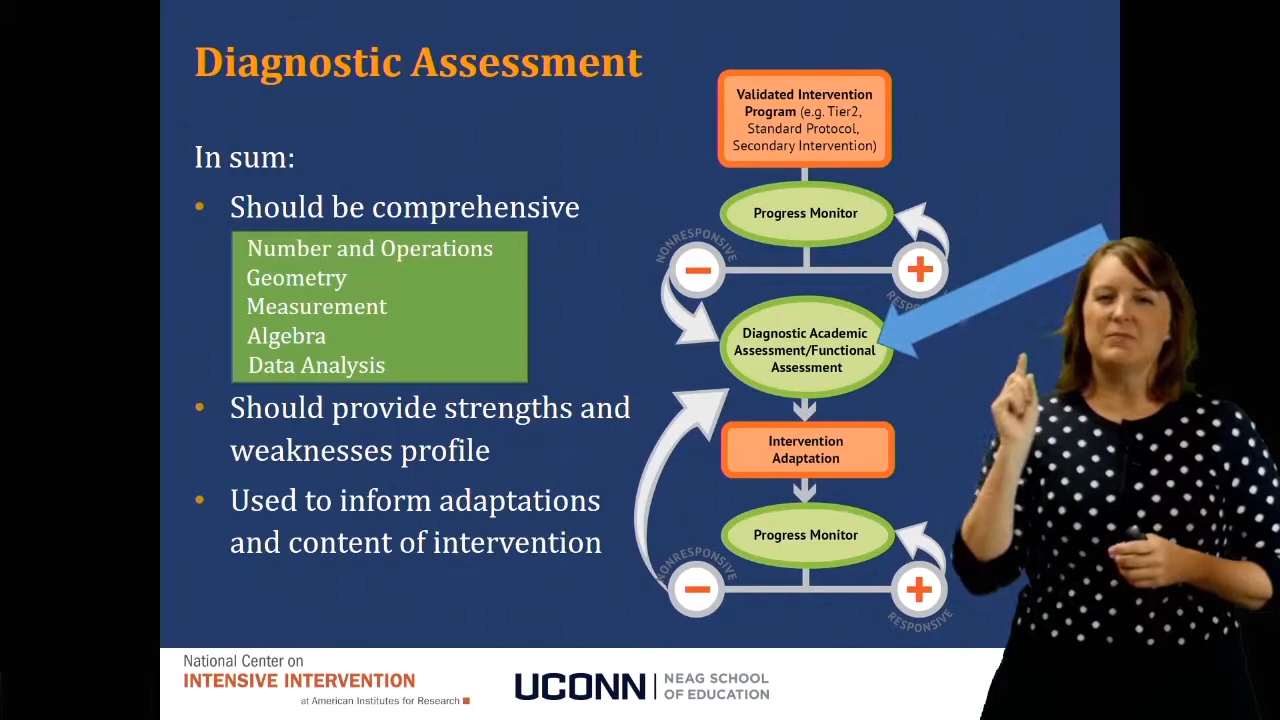 Diagnostic Assessment
In sum:
• Should be comprehensive
Number and Operations
Geometry
Measurement
Algebra
Data Analysis
• Should provide strengths and
weaknesses profile
• Used to inform adaptations
and content of intervention
Validated Intervention
Program (e.g. Tier2,
Standard Protocol,
Secondary Intervention)
Progress Monitor
NONRESPONSIVE
Diagnostic Academic
Assessment/Functional
Assessment
Intervention
Adaptation
Progress Monitor
NONRESPONSIVE
RESPONSIVE
National Center on
INTENSIVE INTERVENTION
at American Institutes for Research
UCONN
NEAG SCHOOL
OF EDUCATION